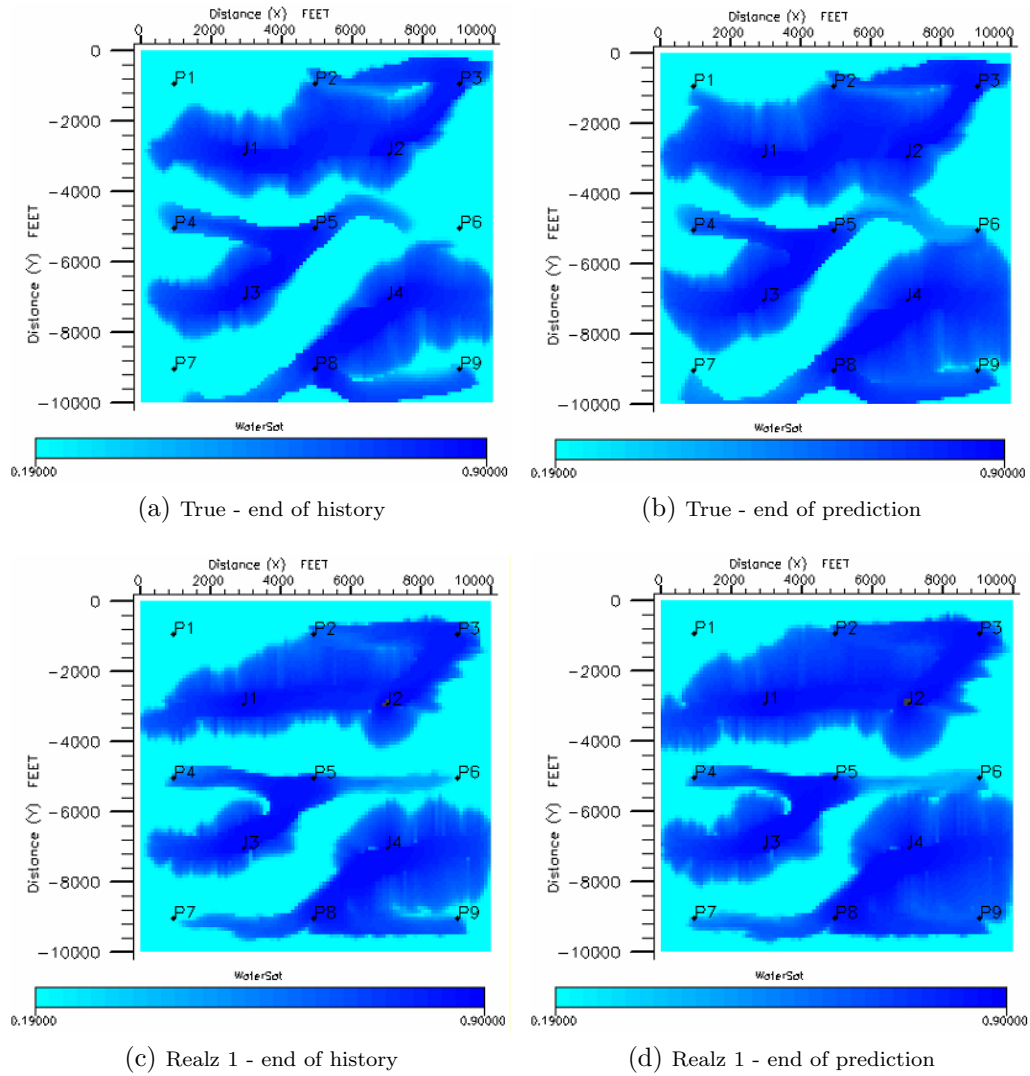 Distance (X) FEET
0 2000 4000 6000 8000 10000
Distance (Y) FEET
0
-2000
-4000
-6000
-8000
-10000
P1 P2 P3
J1 J2
P4 P5 P6
J3 J4
P7 P8 P9
WaterSat
0.19000 0.90000
(a) True - end of history
Distance (X) FEET
0 2000 4000 6000 8000 10000
Distance (Y) FEET
0
-2000
-4000
-6000
-8000
-10000
P1 P2 P3
J1 J2
P4 P5 P6
J3 J4
P7 P8 P9
WaterSat
0.19000 0.90000
(b) True - end of prediction
Distance (X) FEET
0 2000 4000 6000 8000 10000
Distance (Y) FEET
0
-2000
-4000
-6000
-8000
-10000
P1 P2 P3
J1 J2
P4 P5 P6
J3 J4
P7 P8 P9
WaterSat
0.19000 0.90000
(c) Realz 1 - end of history
Distance (X) FEET
0 2000 4000 6000 8000 10000
Distance (Y) FEET
0
-2000
-4000
-6000
-8000
-10000
P1 P2 P3
J1 J2
P4 P5 P6
J3 J4
P7 P8 P9
WaterSat
0.19000 0.90000
(d) Realz 1 - end of prediction